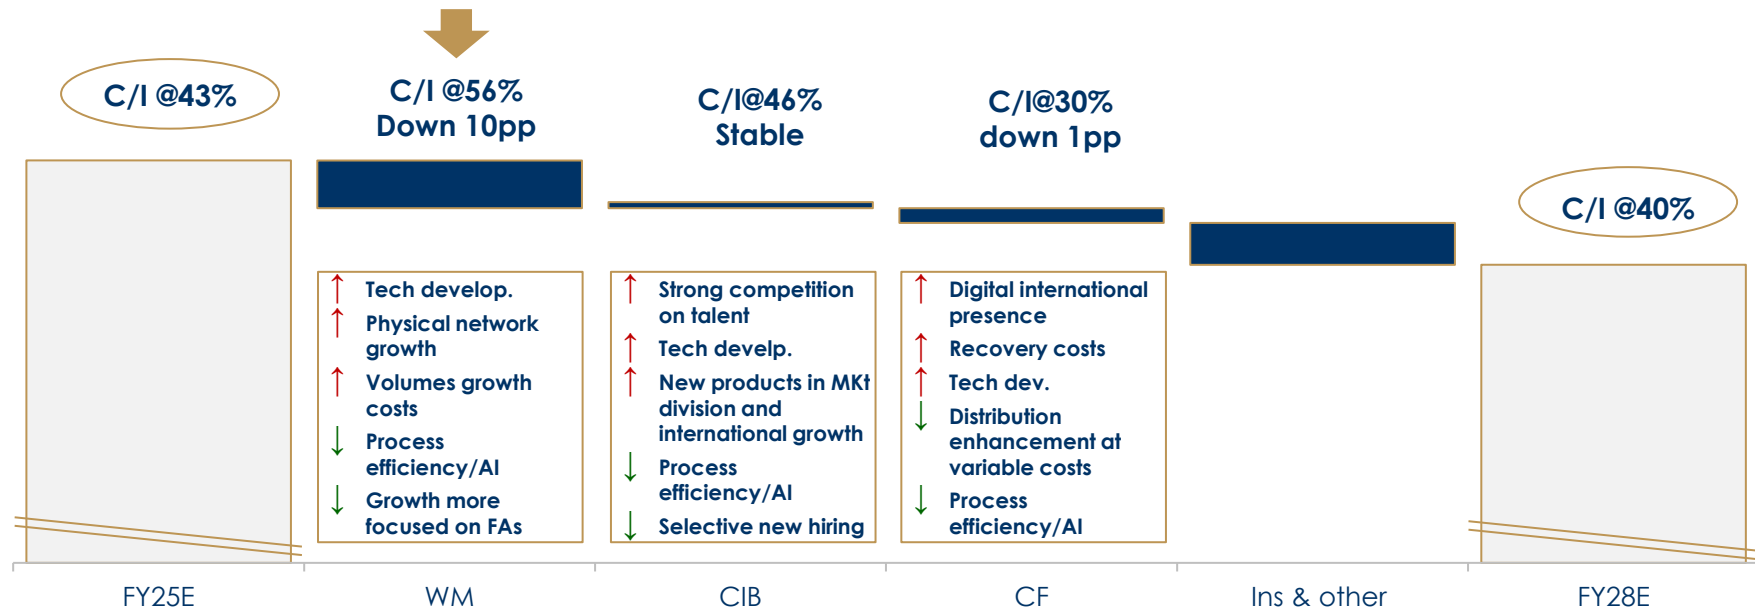 C/I @43%
C/I @56%
Down 10pp
C/I@46%
Stable
C/I@30%
down 1pp
C/I @40%
↑ Tech develop.
↑ Physical network
growth
↑ Volumes growth
costs
↓ Process
efficiency/AI
↓ Growth more
focused on FAs
↑ Strong competition
on talent
↑ Tech develp.
↑ New products in MKt
division and
international growth
↓ Process
efficiency/AI
↓ Selective new hiring
↑ Digital international
presence
↑ Recovery costs
↑ Tech dev.
↓ Distribution
enhancement at
variable costs
↓ Process
efficiency/AI
FY25E
WM
CIB
CF
Ins & other
FY28E